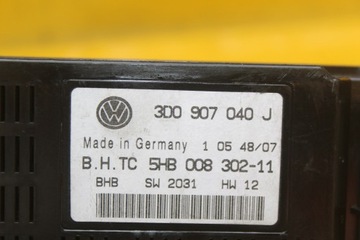 3D0 907 040 J
Made in Germany 1 05 48/07
B.H.TC 5HB 008 302-11
BHB SW 2031 HW 12